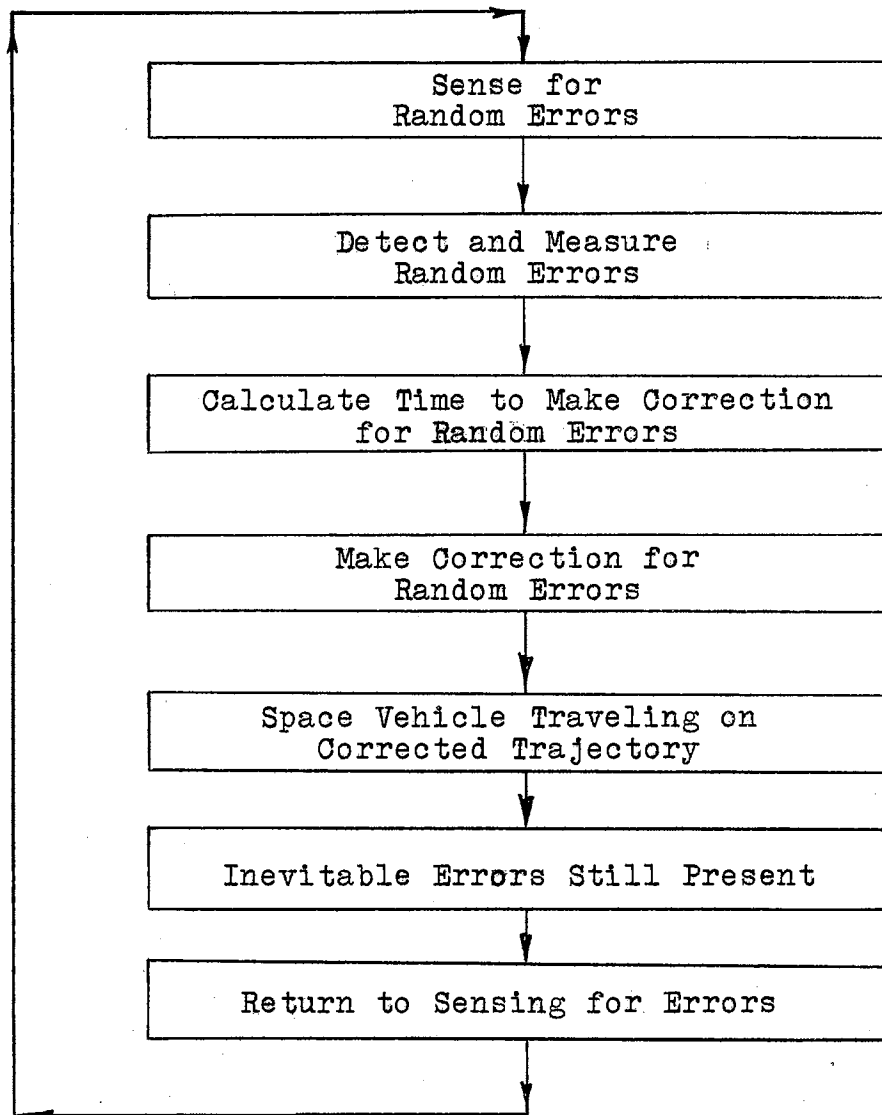 Sense for
Random Errors
Detect and Measure
Random Errors
Calculate Time to Make Correction
for Random Errors
Make Correction for
Random Errors
Space Vehicle Traveling on
Corrected Trajectory
Inevitable Errors Still Present
Return to Sensing for Errors